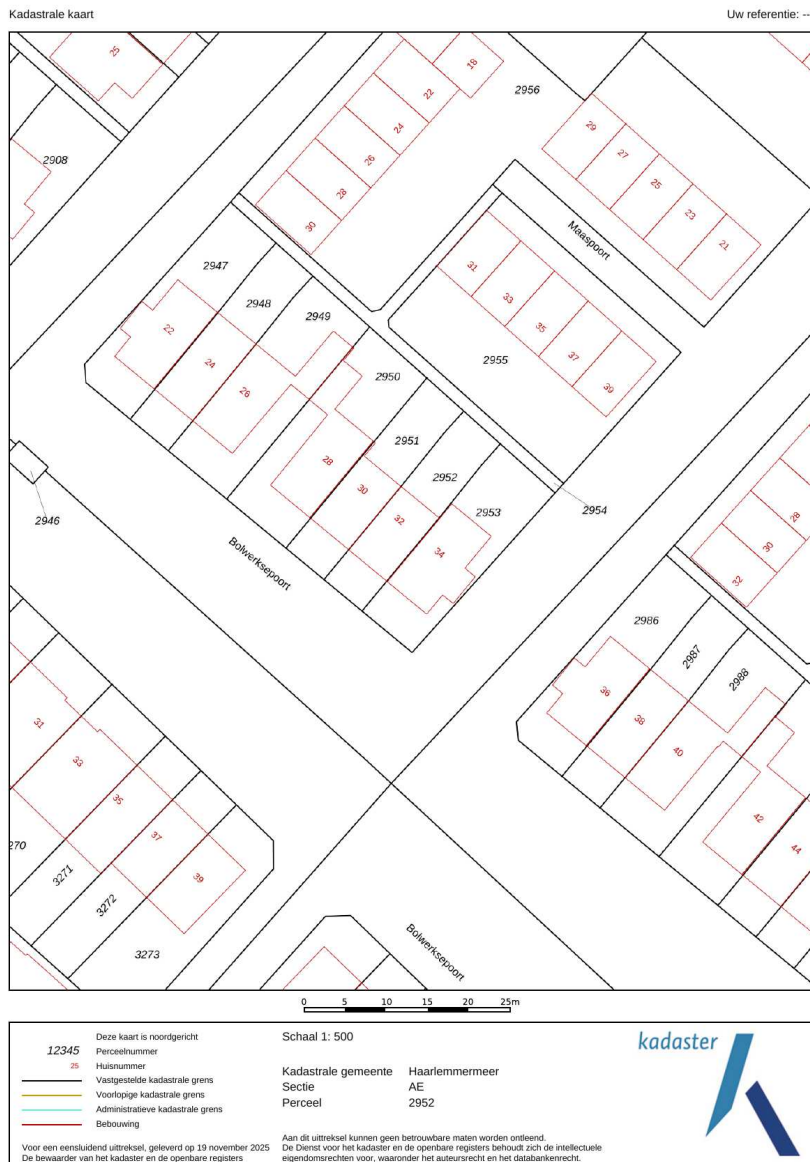 Kadastrale kaart
Uw referentie: --
25
18
22
2956
24
29
27
2908
26
25
28
23
30
21
Maaspoort
2947
31
2948
33
2949
22
35
2955
37
24
2950
39
26
2951
28
2952
30
2953
32
2954
2946
34
Bolwerksepoort
28
30
32
2986
2987
2988
36
38
40
42
44
31
33
35
37
39
270
3271
3272
3273
Bolwerksepoort
0 5 10 15 20 25m
Deze kaart is noordgericht
12345 Perceelnummer
25 Huisnummer
Vastgestelde kadastrale grens
Voorlopige kadastrale grens
Administratieve kadastrale grens
Bebouwing
Voor een eensluidend uittreksel, geleverd op 19 november 2025
De bewaarder van het kadaster en de openbare registers
Schaal 1: 500
Kadastrale gemeente Haarlemmermeer
Sectie AE
Perceel 2952
Aan dit uittreksel kunnen geen betrouwbare maten worden ontleend.
De Dienst voor het kadaster en de openbare registers behoudt zich de intellectuele
eigendomsrechten voor, waaronder het auteursrecht en het databankenrecht.
kadaster